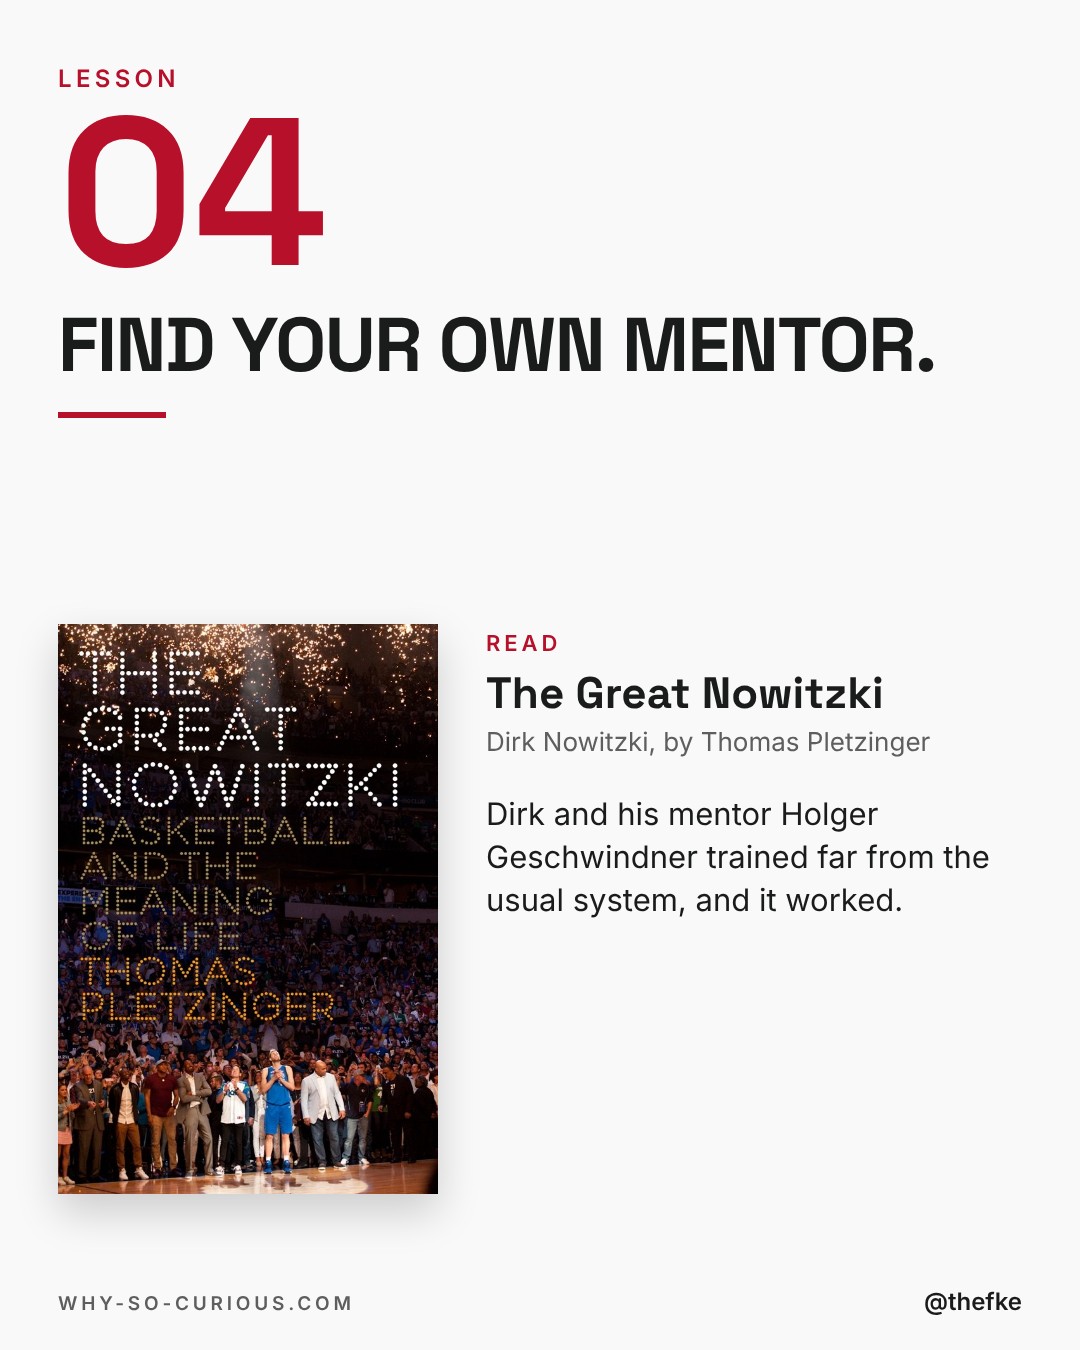 LESSON
04
FIND YOUR OWN MENTOR.
THE
GREAT
NOWITZKI
BASKETBALL
AND THE
MEANING
OF LIFE
THOMAS
PLETZINGER
READ
The Great Nowitzki
Dirk Nowitzki, by Thomas Pletzinger
Dirk and his mentor Holger
Geschwindner trained far from the
usual system, and it worked.
WHY-SO-CURIOUS.COM
@thefke